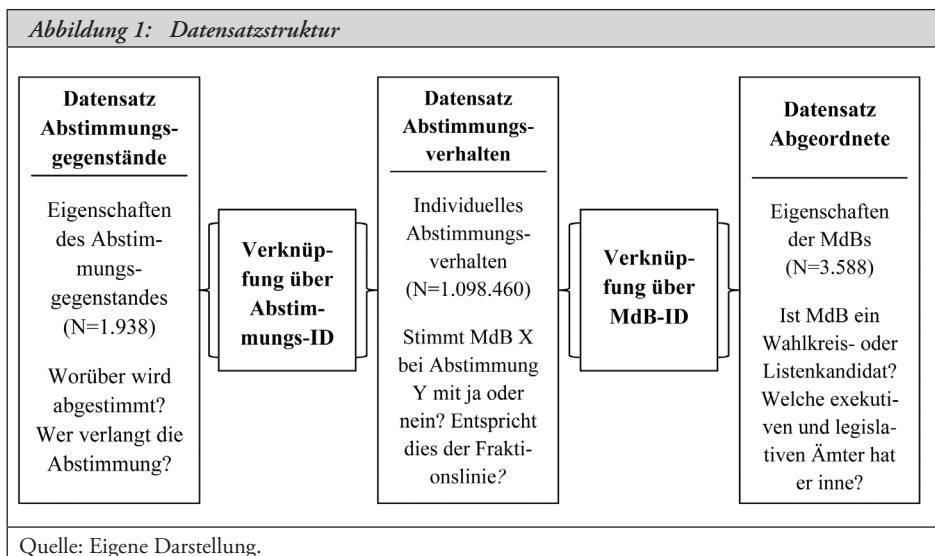 Abbildung 1: Datensatzstruktur
Datensatz
Abstimmungs-
gegenstände
Eigenschaften
des Abstim-
mungs-
gegenstandes
(N=1.938)
Worüber wird
abgestimmt?
Wer verlangt die
Abstimmung?
Verknüp-
fung über
Abstim-
mungs-ID
Datensatz
Abstimmungs-
verhalten
Individuelles
Abstimmungs-
verhalten
(N=1.098.460)
Stimmt MdB X
bei Abstimmung
Y mit ja oder
nein? Entspricht
dies der Frakti-
onslinie?
Verknüp-
fung über
MdB-ID
Datensatz
Abgeordnete
Eigenschaften
der MdBs
(N=3.588)
Ist MdB ein
Wahlkreis- oder
Listenkandidat?
Welche exekuti-
ven und legisla-
tiven Ämter hat
er inne?
Quelle: Eigene Darstellung.